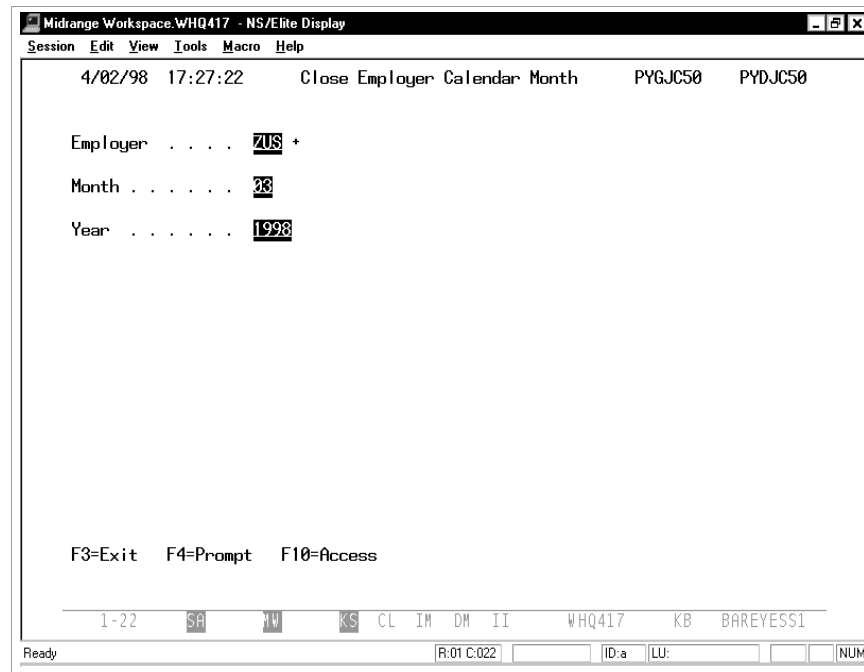 Midrange Workspace.WHQ417 - NS/Elite Display
Session Edit View Tools Macro Help
4/02/98 17:27:22 Close Employer Calendar Month PYGJC50 PYDJC50
Employer . . . . ZUS +
Month . . . . . . 03
Year . . . . . . 1998
F3=Exit F4=Prompt F10=Access
1-22 SA MW KS CL IM DM II WHQ417 KB BAREYESS1
Ready R:01 C:022 ID:a LU: NUM